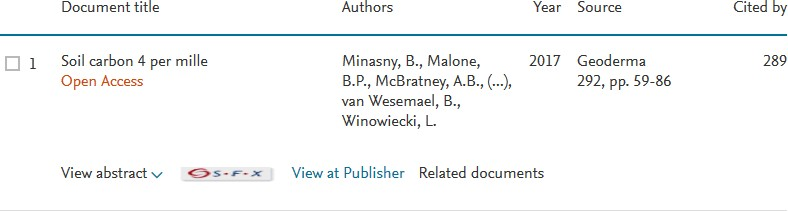 Document title Authors Year Source Cited by
1 Soil carbon 4 per mille Minasny, B., Malone, 2017 Geoderma 289
Open Access B.P., McBratney, A.B., (...), 292, pp. 59-86
van Wesemael, B.,
Winowiecki, L.
View abstract S·F·X View at Publisher Related documents